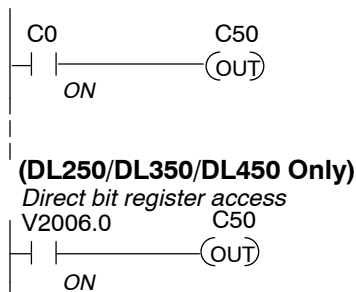 C0 C50
OUT
ON
(DL250/DL350/DL450 Only)
Direct bit register access
V2006.0 C50
OUT
ON